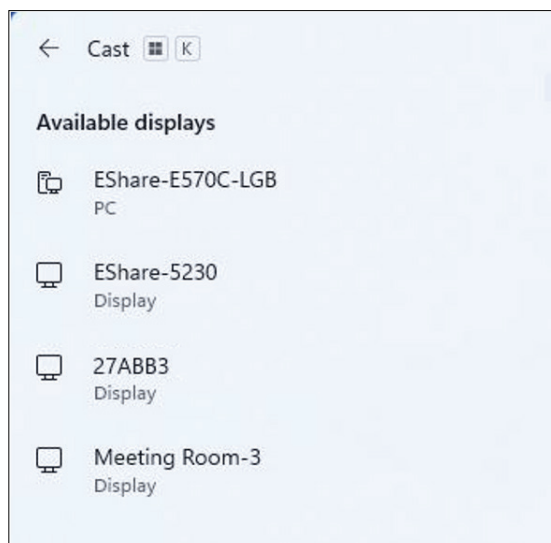 Cast K
Available displays
EShare-E570C-LGB
PC
EShare-5230
Display
27ABB3
Display
Meeting Room-3
Display